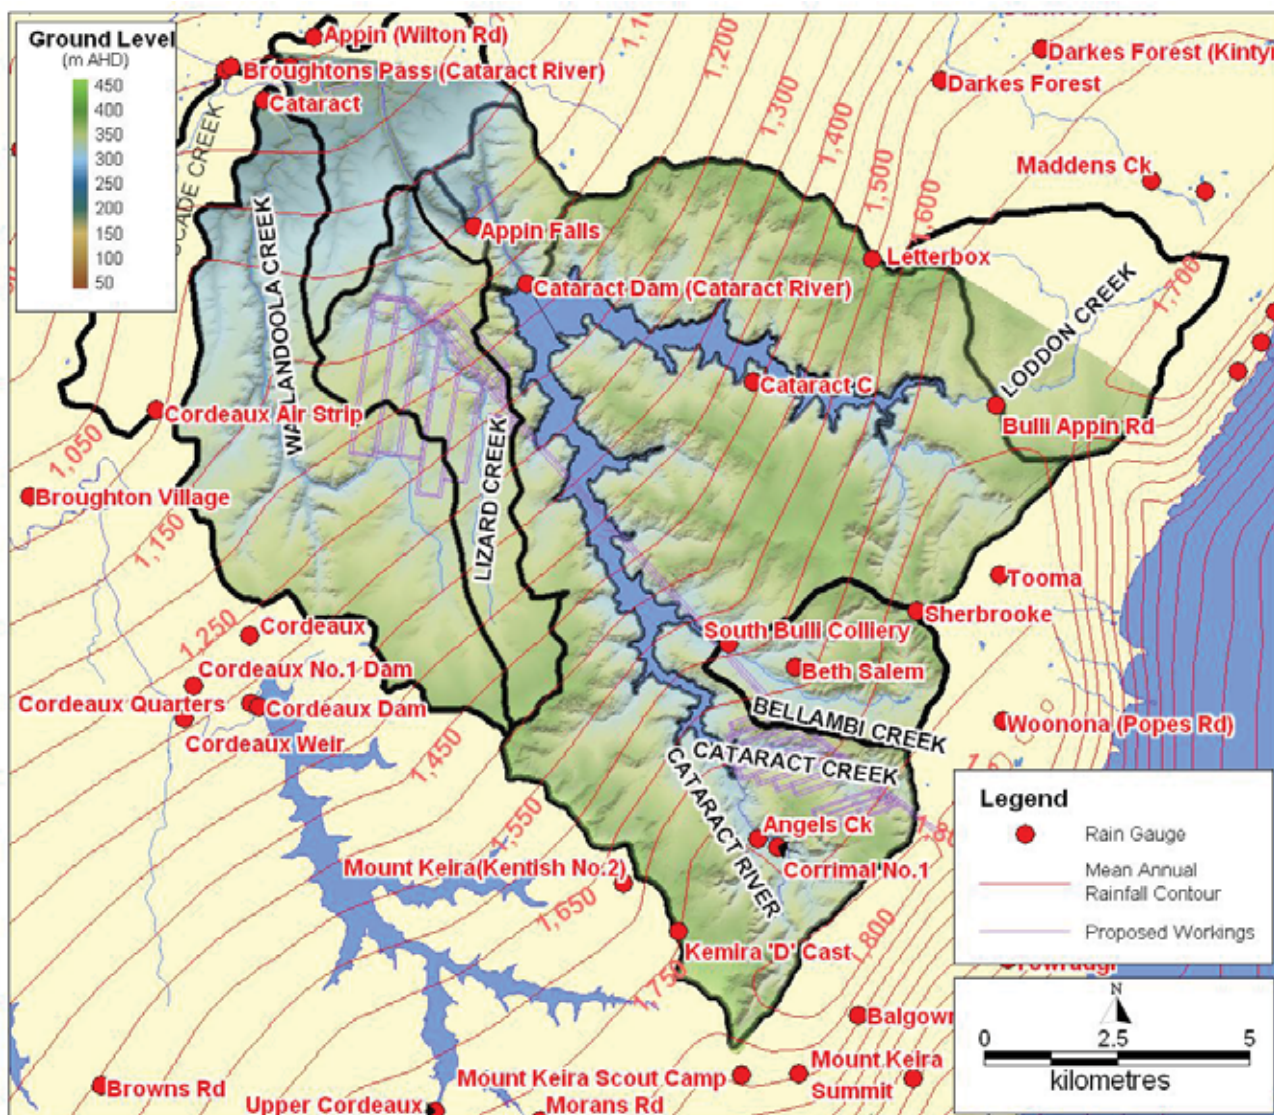 Ground Level
(m AHD)
450
400
350
300
250
200
150
100
50
Appin (Wilton Rd)
Broughtons Pass (Cataract River)
Cataract
1,200
1,300
1,400
1,500
1,600
1,700
Darkes Forest
Maddens Ck
Letterbox
LODDON CREEK
WALLANDOOLA CREEK
Appin Falls
Cataract Dam (Cataract River)
Cataract C
Bulli Appin Rd
Cordeaux Air Strip
1,050
Broughton Village
1,150
LIZARD CREEK
Tooma
Sherbrooke
South Bulli Colliery
Beth Salem
1,250
Cordeaux
Cordeaux No.1 Dam
Cordeaux Quarters
Cordeaux Dam
Cordeaux Weir
BELLAMBI CREEK
Woonona (Popes Rd)
CATARACT CREEK
CATARACT RIVER
1,450
1,550
Angels Ck
Corrimal No.1
Mount Keira(Kentish No.2)
1,650
Kemira 'D' Cast
1,750
1,800
Mount Keira Scout Camp
Mount Keira
Summit
Browns Rd
Upper Cordeaux
Morans Rd
Legend
Rain Gauge
Mean Annual
Rainfall Contour
Proposed Workings
N
0 2.5 5
kilometres